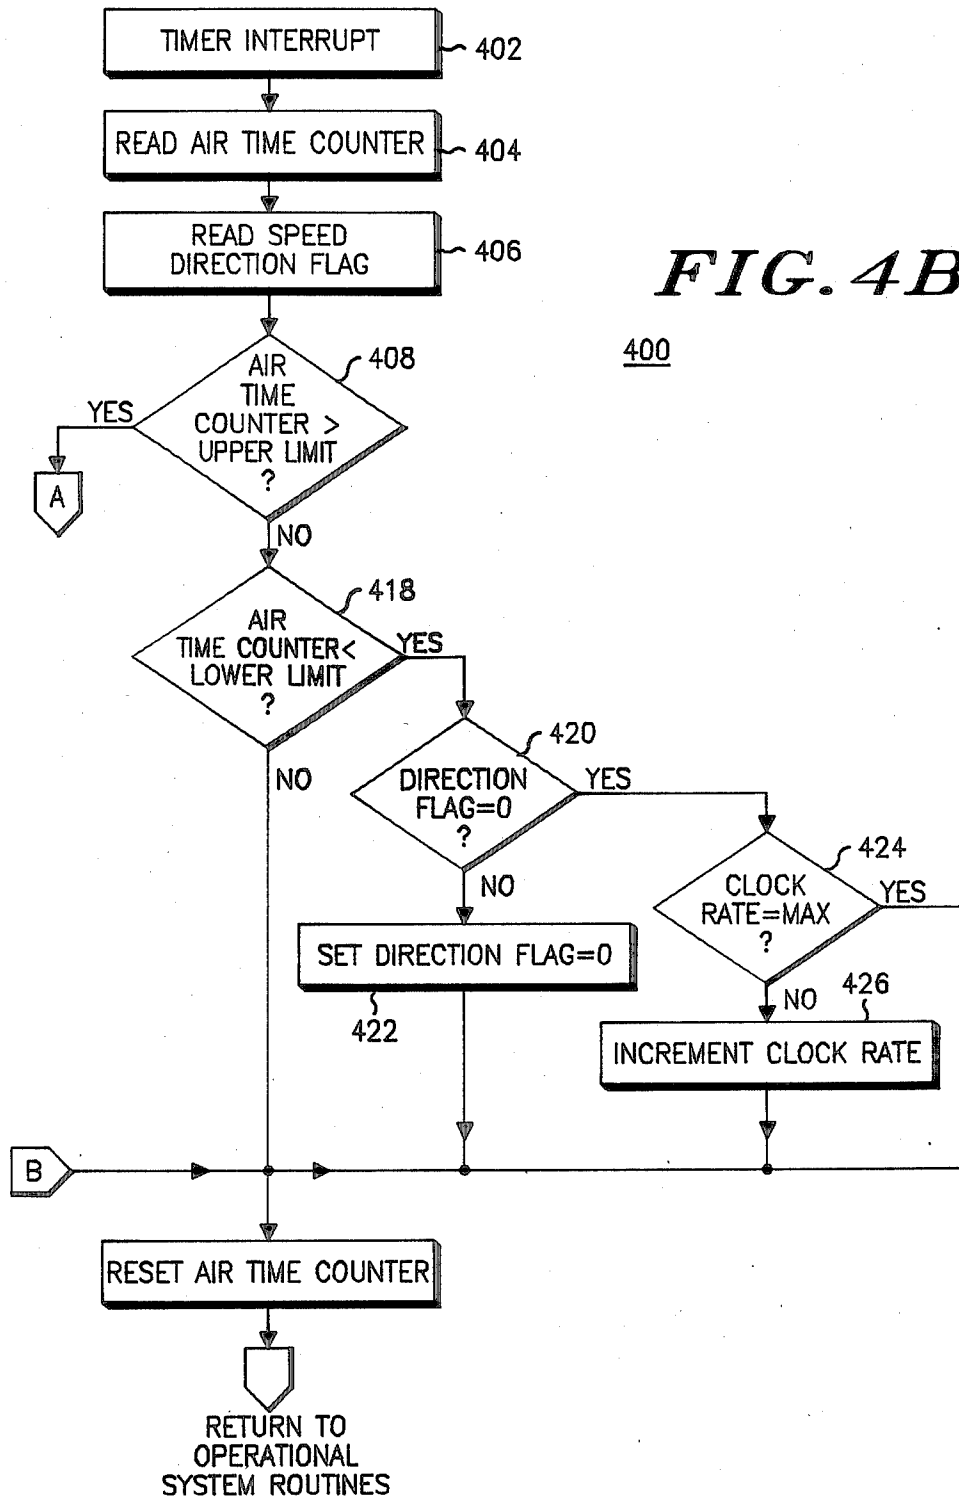 TIMER INTERRUPT
402
READ AIR TIME COUNTER
404
READ SPEED
DIRECTION FLAG
406
FIG. 4B
400
AIR
TIME
COUNTER >
UPPER LIMIT
?
408
YES
A
NO
AIR
TIME COUNTER<
LOWER LIMIT
?
418
YES
NO
DIRECTION
FLAG=0
?
420
YES
NO
CLOCK
RATE=MAX
?
424
YES
NO
SET DIRECTION FLAG=0
422
426
INCREMENT CLOCK RATE
B
RESET AIR TIME COUNTER
RETURN TO
OPERATIONAL
SYSTEM ROUTINES